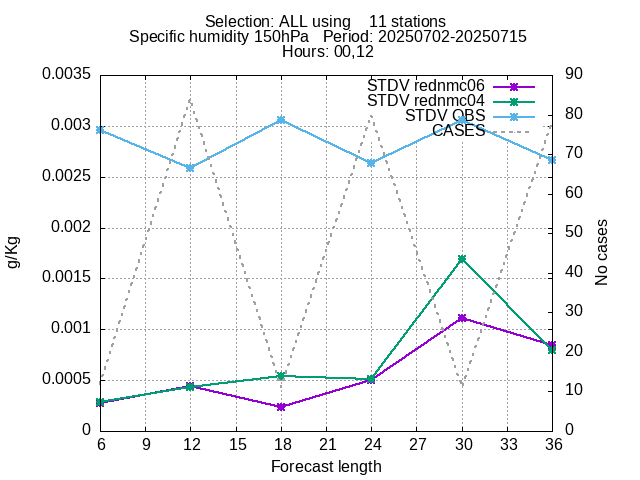 Selection: ALL using    11 stations
Specific humidity 150hPa   Period: 20250702-20250715
Hours: 00,12
STDV rednmc06
STDV rednmc04
STDV OBS
CASES
g/Kg
0.0035
0.003
0.0025
0.002
0.0015
0.001
0.0005
0
No cases
90
80
70
60
50
40
30
20
10
0
6 9 12 15 18 21 24 27 30 33 36
Forecast length